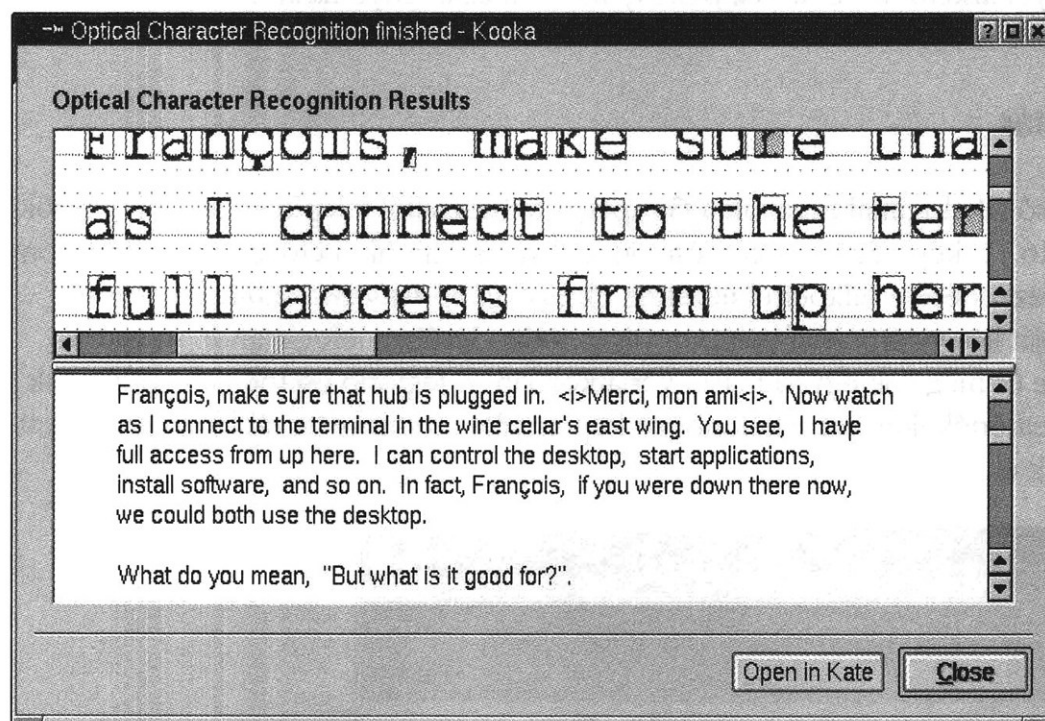 Optical Character Recognition finished - Kooka
Optical Character Recognition Results
François, make sure tha
as I connect to the ter
full access from up her
François, make sure that hub is plugged in. <i>Merci, mon ami<i>. Now watch
as I connect to the terminal in the wine cellar's east wing. You see, I have
full access from up here. I can control the desktop, start applications,
install software, and so on. In fact, François, if you were down there now,
we could both use the desktop.
What do you mean, "But what is it good for?".
Open in Kate Close